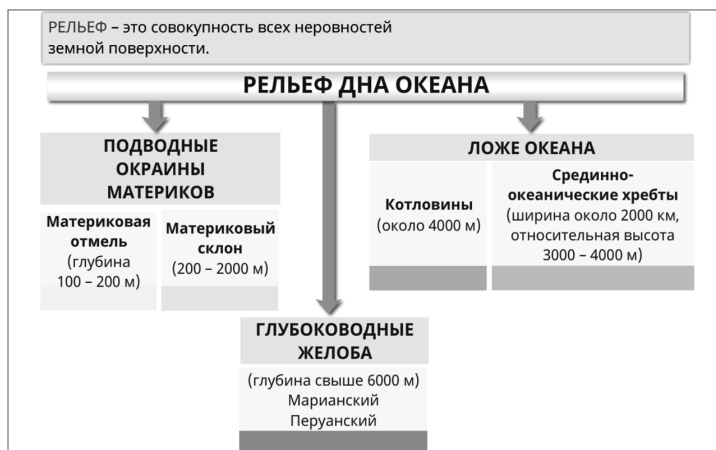 РЕЛЬЕФ – это совокупность всех неровностей
земной поверхности.
РЕЛЬЕФ ДНА ОКЕАНА
ПОДВОДНЫЕ
ОКРАИНЫ
МАТЕРИКОВ
Материковая
отмель
(глубина
100 – 200 м)
Материковый
склон
(200 – 2000 м)
ЛОЖЕ ОКЕАНА
Котловины
(около 4000 м)
Срединно-
океанические хребты
(ширина около 2000 км,
относительная высота
3000 – 4000 м)
ГЛУБОКОВОДНЫЕ
ЖЕЛОБА
(глубина свыше 6000 м)
Марианский
Перуанский